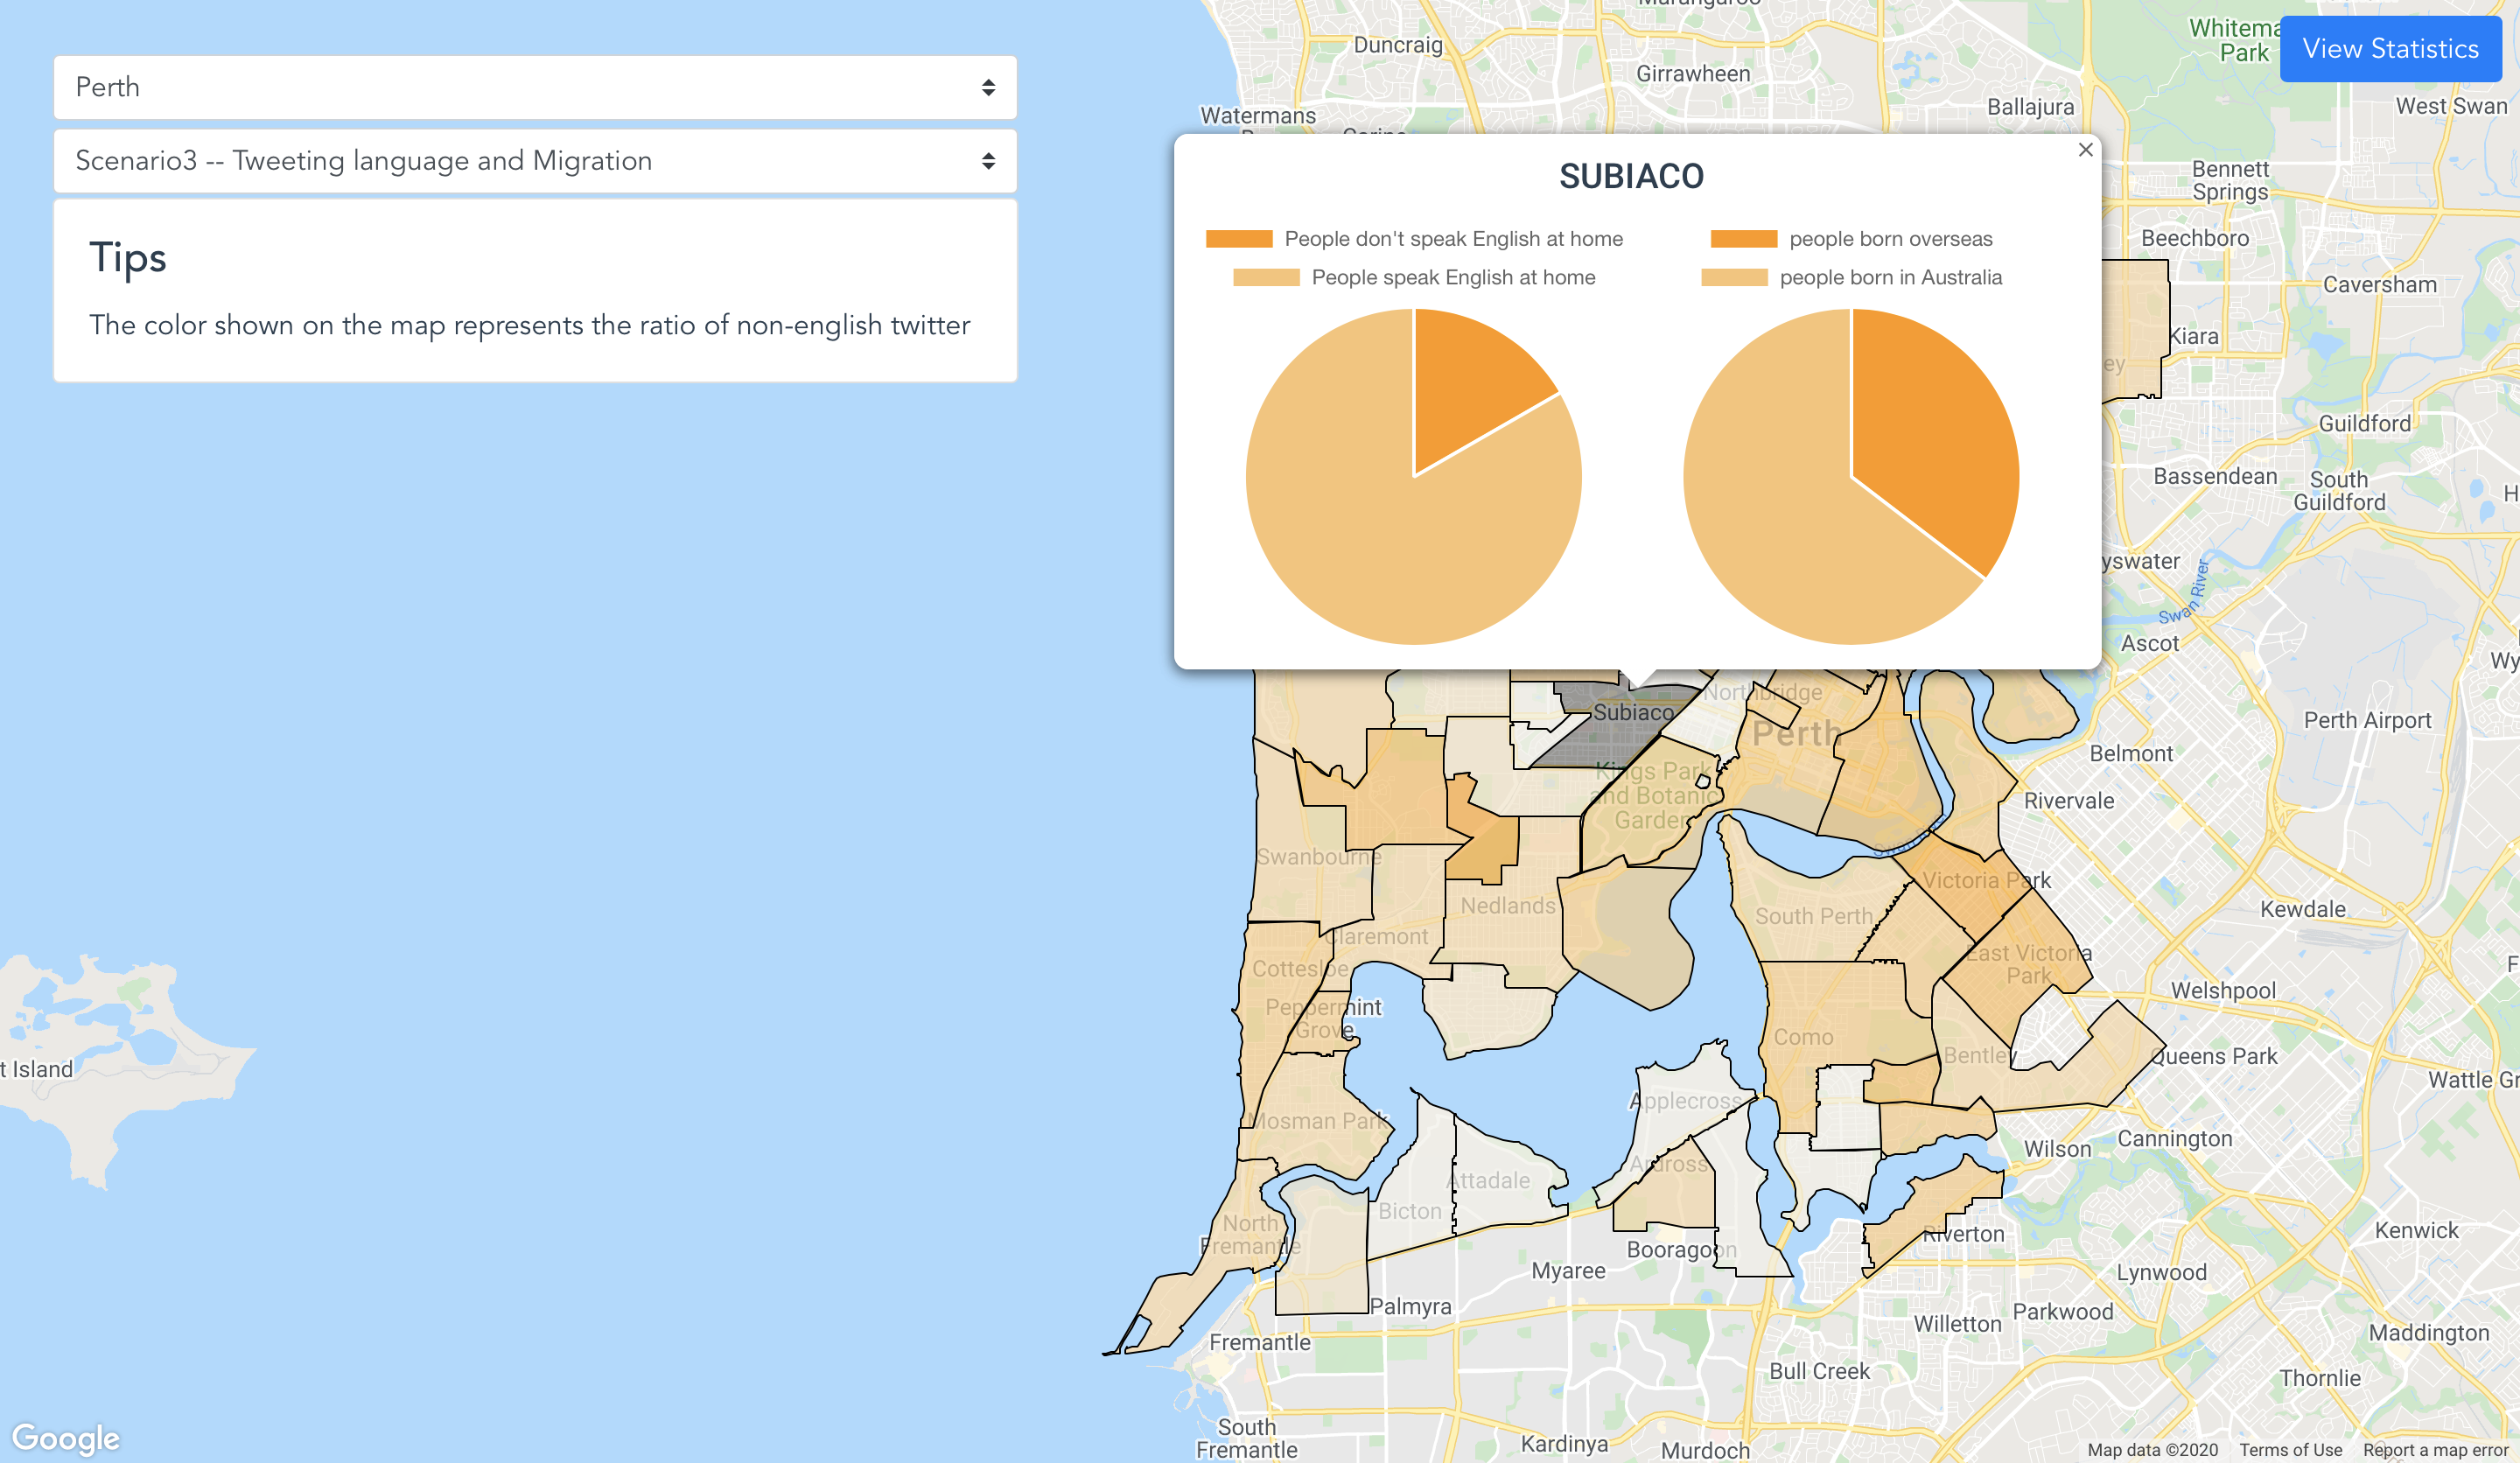 Perth
Scenario3 -- Tweeting language and Migration
Tips
The color shown on the map represents the ratio of non-english twitter
View Statistics
SUBIACO
People don't speak English at home
People speak English at home
people born overseas
people born in Australia
Duncraig
Girrawheen
Park
Ballajura
West Swan
Watermans
Bennett
Springs
Beechboro
Caversham
Kiara
Guildford
Bassendean
South
Guildford
Swan River
Ascot
Northbridge
Subiaco
Perth
Perth Airport
Belmont
Kings Park
and Botanic
Garden
Rivervale
Swanbourne
Victoria Park
Nedlands
South Perth
Kewdale
Claremont
East Victoria
Park
Cottesloe
Welshpool
Peppermint
Grove
Como
Bentley
Queens Park
t Island
Wattle Gr
Applecross
Mosman Park
Wilson
Cannington
Ardross
Attadale
Bicton
North
Fremantle
Riverton
Kenwick
Booragoon
Myaree
Lynwood
Palmyra
Parkwood
Willetton
Maddington
Fremantle
Bull Creek
Thornlie
South
Fremantle
Kardinya
Murdoch
Google
Map data ©2020
Terms of Use
Report a map error